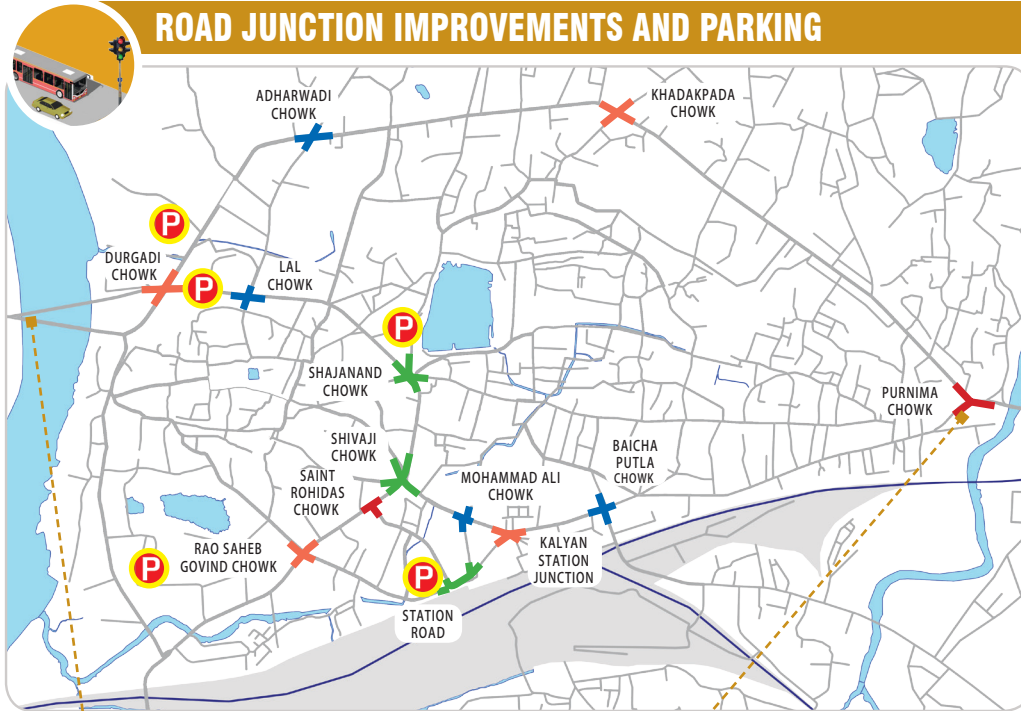 ROAD JUNCTION IMPROVEMENTS AND PARKING
ADHARWADI
CHOWK
KHADAKPADA
CHOWK
P
DURGADI
CHOWK
P
LAL
CHOWK
P
SHAJANAND
CHOWK
PURNIMA
CHOWK
SHIVAJI
CHOWK
SAINT
ROHIDAS
CHOWK
MOHAMMAD ALI
CHOWK
BAICHA
PUTLA
CHOWK
RAO SAHEB
GOVIND CHOWK
P
KALYAN
STATION
JUNCTION
P
STATION
ROAD